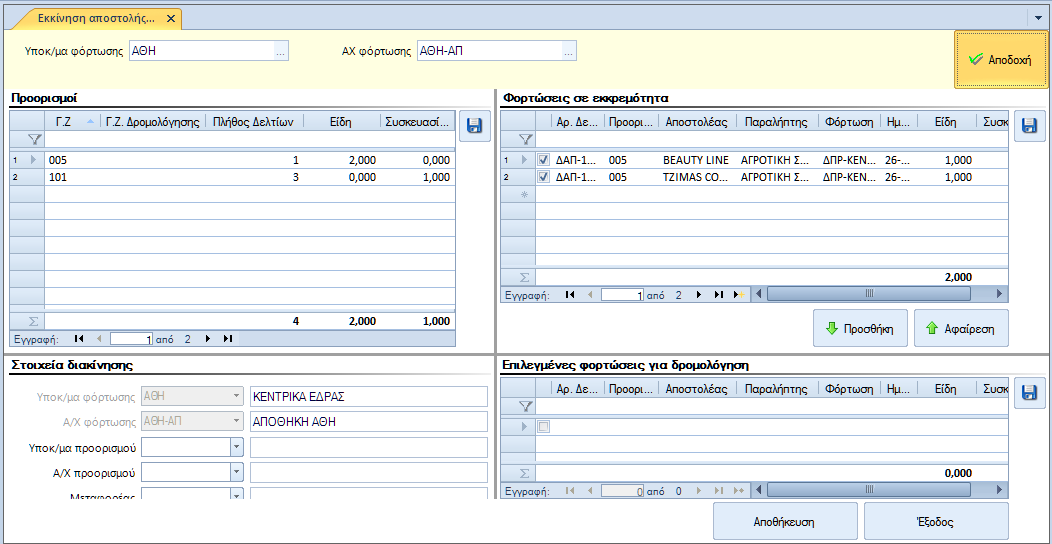 Εκκίνηση αποστολής...
Υποκ/μα φόρτωσης ΑΘΗ ... ΑΧ φόρτωσης ΑΘΗ-ΑΠ ...
Αποδοχή
Προορισμοί
Γ.Ζ Γ.Ζ. Δρομολόγησης Πλήθος Δελτίων Είδη Συσκευασί...
1 005 1 2,000 0,000
2 101 3 0,000 1,000
Σ 4 2,000 1,000
Εγγραφή: 1 από 2
Φορτώσεις σε εκκρεμότητα
Αρ. Δε... Προορι... Αποστολέας Παραλήπτης Φόρτωση Ημ... Είδη Συσκ
1 ΔΑΠ-1... 005 BEAUTY LINE ΑΓΡΟΤΙΚΗ Σ... ΔΠΡ-ΚΕΝ... 26-... 1,000
2 ΔΑΠ-1... 005 TZIMAS CO... ΑΓΡΟΤΙΚΗ Σ... ΔΠΡ-ΚΕΝ... 26-... 1,000
Σ 2,000
Εγγραφή: 1 από 2
Προσθήκη Αφαίρεση
Στοιχεία διακίνησης
Υποκ/μα φόρτωσης ΑΘΗ ΚΕΝΤΡΙΚΑ ΕΔΡΑΣ
Α/Χ φόρτωσης ΑΘΗ-ΑΠ ΑΠΟΘΗΚΗ ΑΘΗ
Υποκ/μα προορισμού
Α/Χ προορισμού
Μεταφορέας
Επιλεγμένες φορτώσεις για δρομολόγηση
Αρ. Δε... Προορι... Αποστολέας Παραλήπτης Φόρτωση Ημ... Είδη Συσκ
Σ 0,000
Εγγραφή: 0 από 0
Αποθήκευση Έξοδος